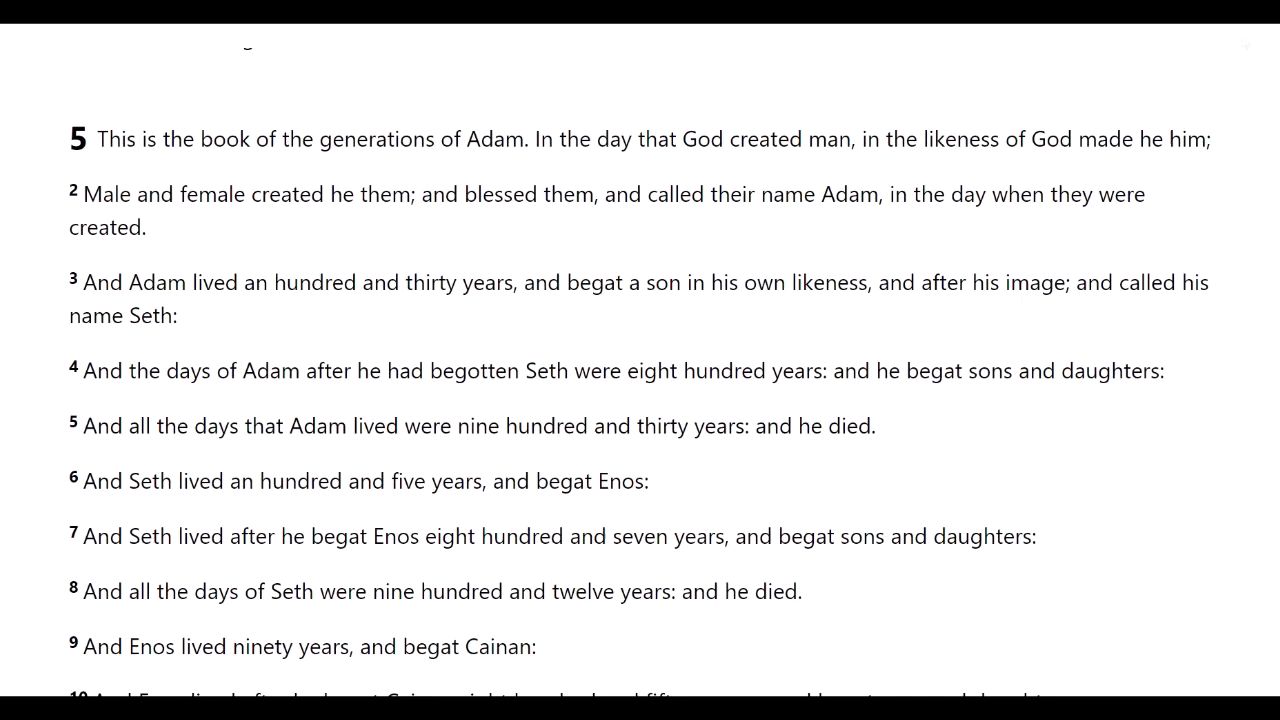 5 This is the book of the generations of Adam. In the day that God created man, in the likeness of God made he him;
2 Male and female created he them; and blessed them, and called their name Adam, in the day when they were
created.
3 And Adam lived an hundred and thirty years, and begat a son in his own likeness, and after his image; and called his
name Seth:
4 And the days of Adam after he had begotten Seth were eight hundred years: and he begat sons and daughters:
5 And all the days that Adam lived were nine hundred and thirty years: and he died.
6 And Seth lived an hundred and five years, and begat Enos:
7 And Seth lived after he begat Enos eight hundred and seven years, and begat sons and daughters:
8 And all the days of Seth were nine hundred and twelve years: and he died.
9 And Enos lived ninety years, and begat Cainan: